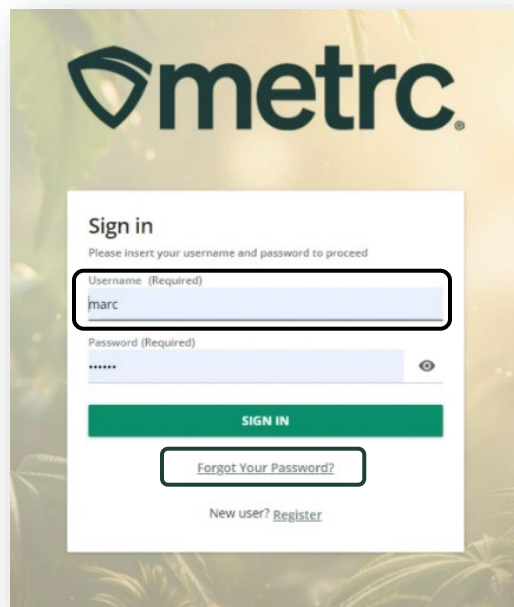 metrc®
Sign in
Please insert your username and password to proceed
Username (Required)
marc
Password (Required)
••••••
SIGN IN
Forgot Your Password?
New user? Register